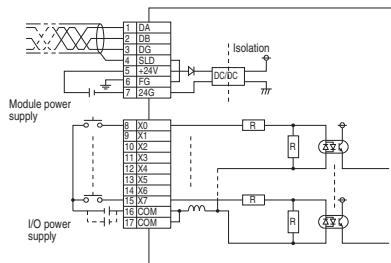 1 DA
2 DB
3 DG
4 SLD
5 +24V
6 FG
7 24G
Isolation
DC/DC
Module power
supply
8 X0
9 X1
10 X2
11 X3
12 X4
13 X5
14 X6
15 X7
16 COM
17 COM
R
R
R
R
I/O power
supply